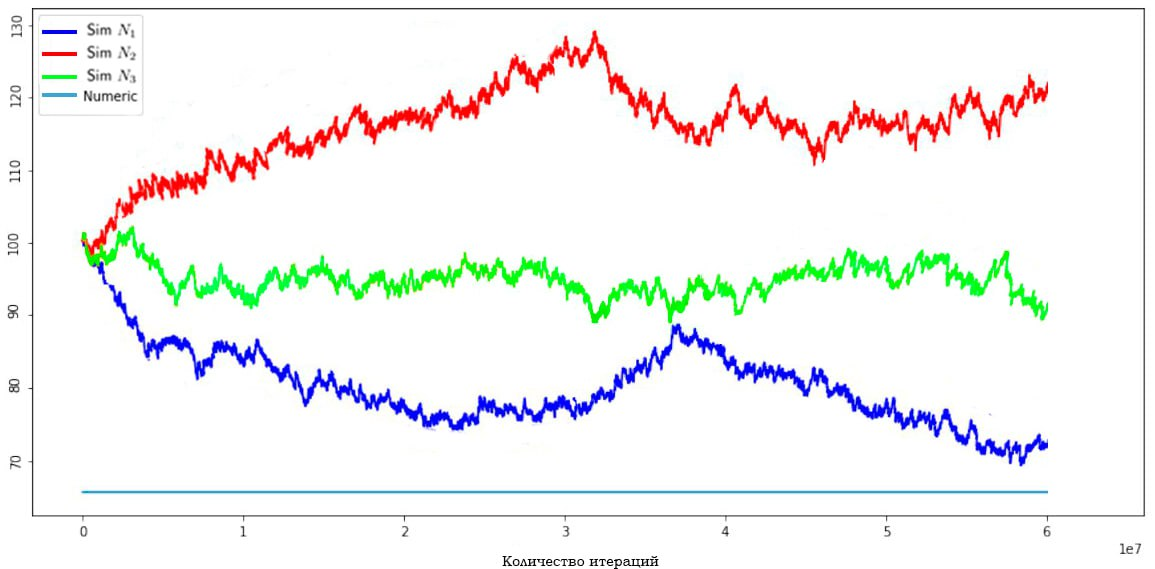 Sim N₁
Sim N₂
Sim N₃
Numeric
130
120
110
100
90
80
70
0 1 2 3 4 5 6
1e7
Количество итераций